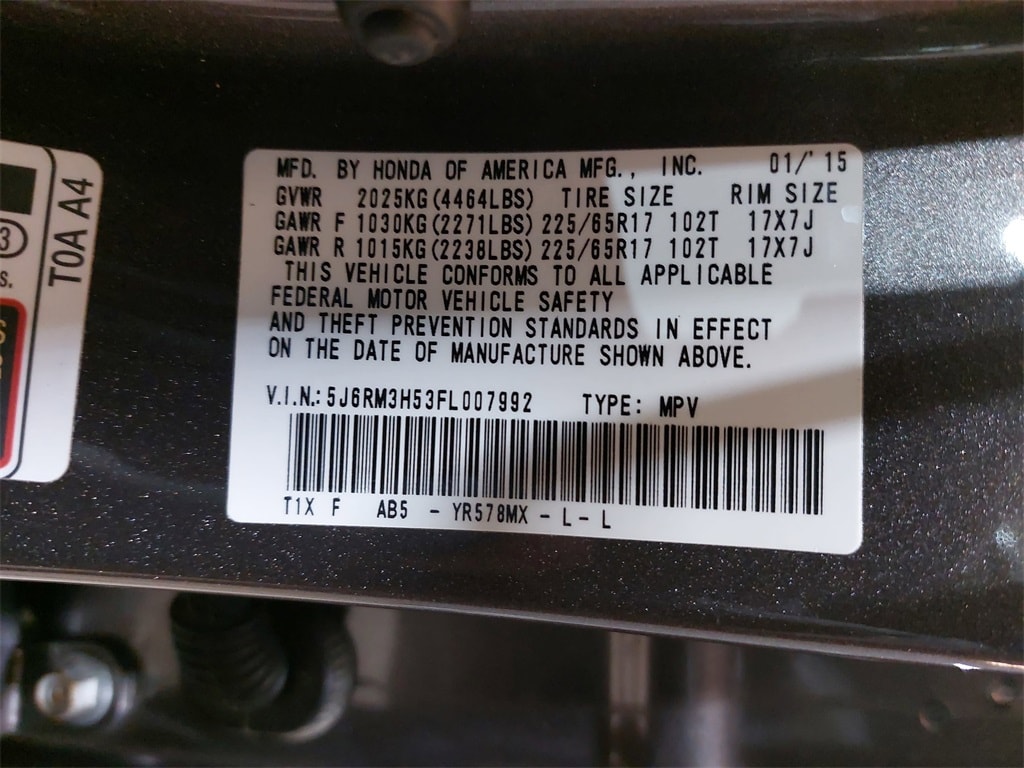 MFD. BY HONDA OF AMERICA MFG., INC. 01/'15
GVWR 2025KG(4464LBS) TIRE SIZE RIM SIZE
GAWR F 1030KG(2271LBS) 225/65R17 102T 17X7J
GAWR R 1015KG(2238LBS) 225/65R17 102T 17X7J
THIS VEHICLE CONFORMS TO ALL APPLICABLE
FEDERAL MOTOR VEHICLE SAFETY
AND THEFT PREVENTION STANDARDS IN EFFECT
ON THE DATE OF MANUFACTURE SHOWN ABOVE.
V.I.N.: 5J6RM3H53FL007992 TYPE: MPV
T1X F AB5 - YR578MX - L - L
T0A A4
3
S.